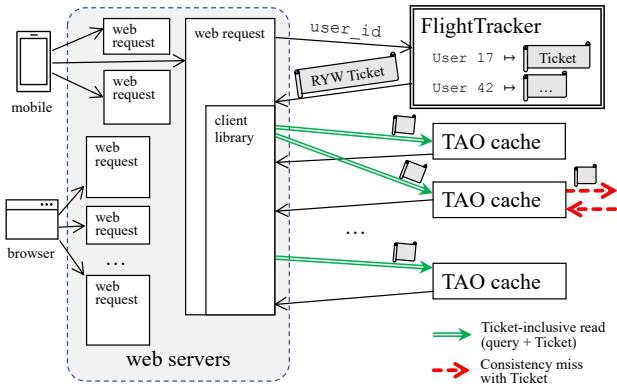 mobile
browser
web
request
web
request
web
request
web
request
…
web
request
web servers
web request
client
library
user_id
RYW Ticket
FlightTracker
User 17 ↦ Ticket
User 42 ↦ …
TAO cache
TAO cache
…
TAO cache
Ticket-inclusive read
(query + Ticket)
Consistency miss
with Ticket